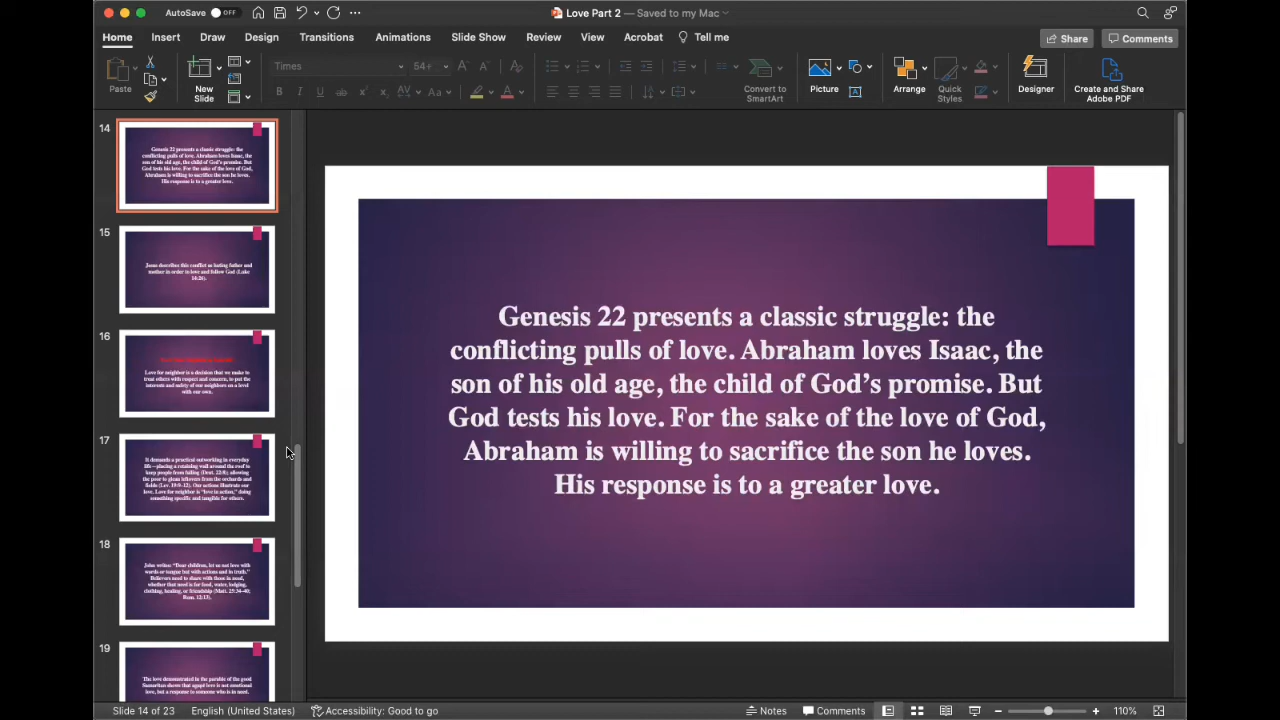 AutoSave OFF
Love Part 2 — Saved to my Mac
Home Insert Draw Design Transitions Animations Slide Show Review View Acrobat Tell me
Share Comments
Paste
New
Slide
Times 54+
Convert to
SmartArt
Picture
Arrange
Quick
Styles
Designer
Create and Share
Adobe PDF
14
Genesis 22 presents a classic struggle: the
conflicting pulls of love. Abraham loves Isaac, the
son of his old age, the child of God's promise. But
God tests his love. For the sake of the love of God,
Abraham is willing to sacrifice the son he loves.
His response is to a greater love.
15
Jesus describes this conflict as hating father and
mother in order to love and follow God (Luke
14:26).
16
Love for neighbor is a decision that we make to
treat others with respect and concern, to put the
interests and safety of our neighbors on a level
with our own.
17
It demands a practical outworking in everyday
life—placing a retaining wall around the roof to
keep people from falling (Deut. 22:8); allowing
the poor to glean leftovers from the orchards and
fields (Lev. 19:9–12). Our actions illustrate our
love. Love for neighbor is "love in action," doing
something specific and tangible for others.
18
John writes: "Dear children, let us not love with
words or tongue but with actions and in truth."
Believers need to share with those in need,
whether that need is for food, water, lodging,
clothing, healing, or friendship (Matt. 25:34–40;
Rom. 12:13).
19
The love demonstrated in the parable of the good
Samaritan shows that agapē love is not emotional
love, but a response to someone who is in need.
Genesis 22 presents a classic struggle: the
conflicting pulls of love. Abraham loves Isaac, the
son of his old age, the child of God’s promise. But
God tests his love. For the sake of the love of God,
Abraham is willing to sacrifice the son he loves.
His response is to a greater love.
Slide 14 of 23 English (United States) Accessibility: Good to go Notes Comments 110%